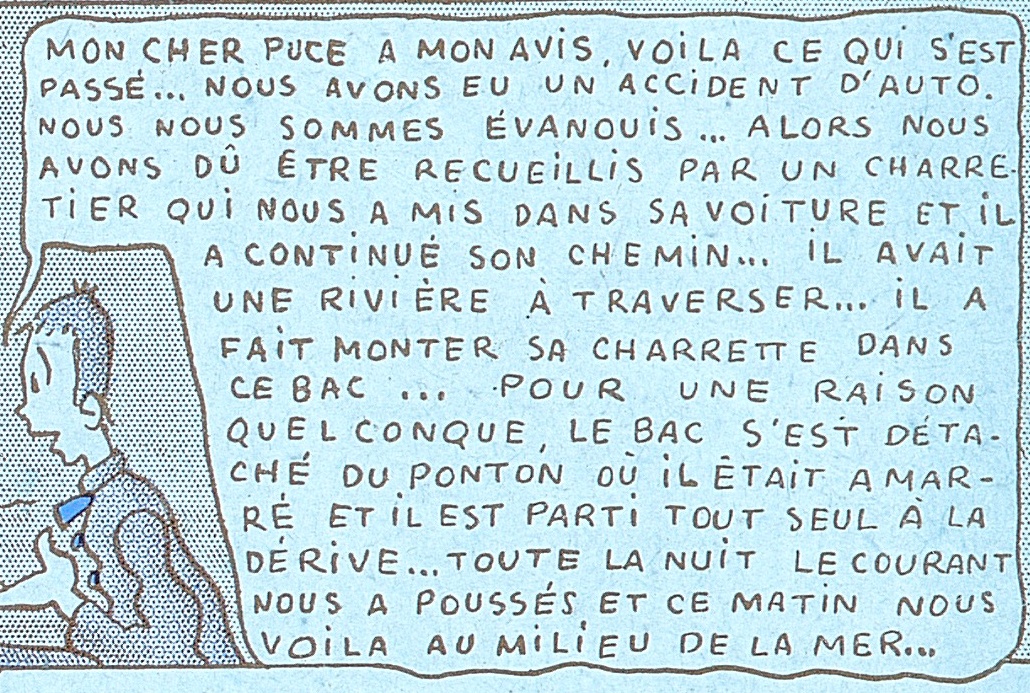 MON CHER PUCE A MON AVIS, VOILA CE QUI S'EST
PASSÉ... NOUS AVONS EU UN ACCIDENT D'AUTO.
NOUS NOUS SOMMES ÉVANOUIS... ALORS NOUS
AVONS DÛ ÊTRE RECUEILLIS PAR UN CHARRE-
TIER QUI NOUS A MIS DANS SA VOITURE ET IL
A CONTINUÉ SON CHEMIN... IL AVAIT
UNE RIVIÈRE À TRAVERSER... IL A
FAIT MONTER SA CHARRETTE DANS
CE BAC ... POUR UNE RAISON
QUELCONQUE, LE BAC S'EST DÉTA-
CHÉ DU PONTON OÙ IL ÊTAIT AMAR-
RÉ ET IL EST PARTI TOUT SEUL À LA
DÉRIVE... TOUTE LA NUIT LE COURANT
NOUS A POUSSÉS ET CE MATIN NOUS
VOILA AU MILIEU DE LA MER...